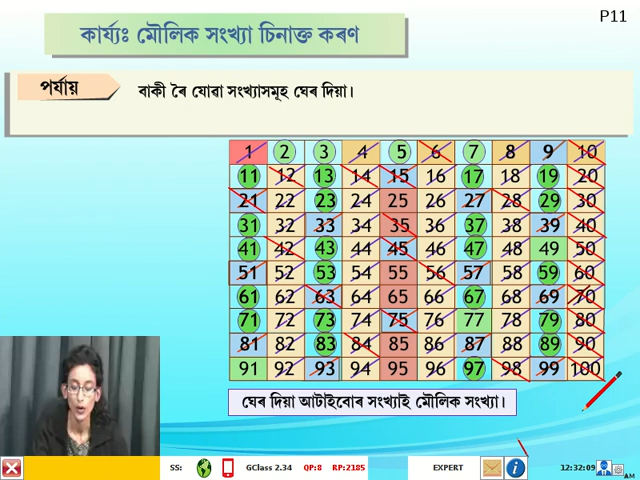 P11
কাৰ্য্যঃ মৌলিক সংখ্যা চিনাক্ত কৰণ
পৰ্যায়
বাকী ৰৈ যোৱা সংখ্যাসমূহ ঘেৰ দিয়া।
1 2 3 4 5 6 7 8 9 10
11 12 13 14 15 16 17 18 19 20
21 22 23 24 25 26 27 28 29 30
31 32 33 34 35 36 37 38 39 40
41 42 43 44 45 46 47 48 49 50
51 52 53 54 55 56 57 58 59 60
61 62 63 64 65 66 67 68 69 70
71 72 73 74 75 76 77 78 79 80
81 82 83 84 85 86 87 88 89 90
91 92 93 94 95 96 97 98 99 100
ঘেৰ দিয়া আটাইবোৰ সংখ্যাই মৌলিক সংখ্যা।
SS: GClass 2.34 QP:8 RP:2185 EXPERT 12:32:09 AM